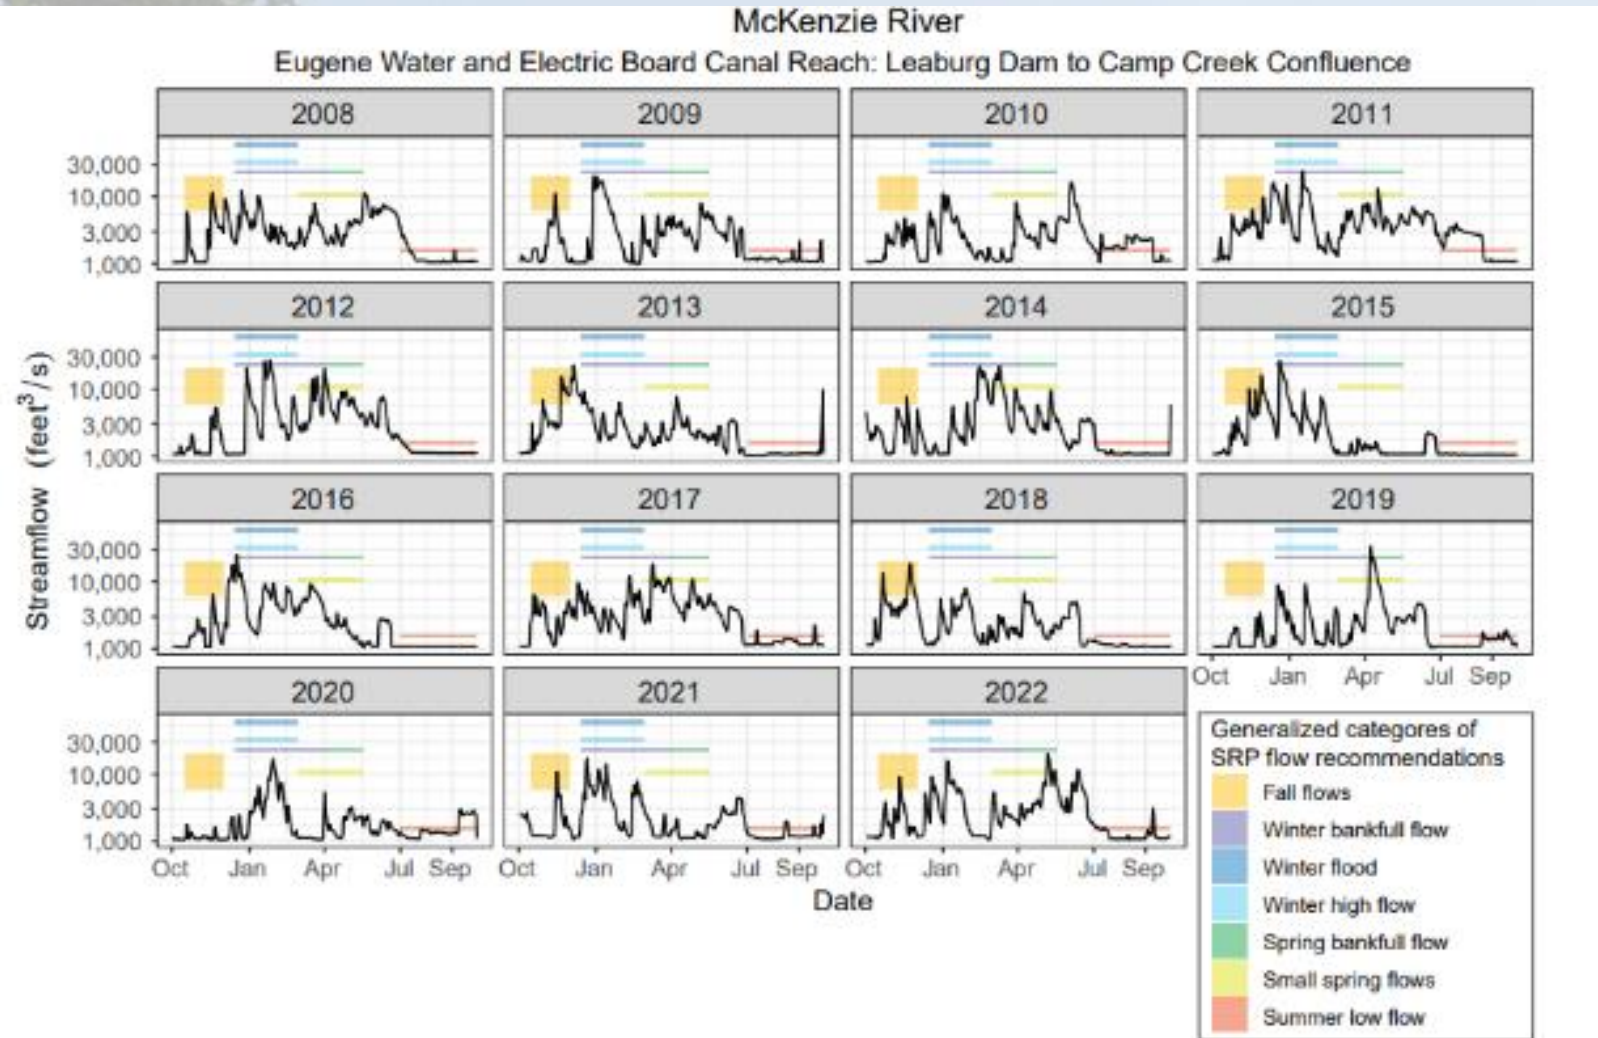 McKenzie River
Eugene Water and Electric Board Canal Reach: Leaburg Dam to Camp Creek Confluence
2008
2009
2010
2011
30,000
10,000
3,000
1,000
2012
2013
2014
2015
30,000
10,000
3,000
1,000
Streamflow (feet³/s)
2016
2017
2018
2019
30,000
10,000
3,000
1,000
Oct Jan Apr Jul Sep
2020
2021
2022
30,000
10,000
3,000
1,000
Oct Jan Apr Jul Sep
Oct Jan Apr Jul Sep
Oct Jan Apr Jul Sep
Date
Generalized categores of
SRP flow recommendations
Fall flows
Winter bankfull flow
Winter flood
Winter high flow
Spring bankfull flow
Small spring flows
Summer low flow